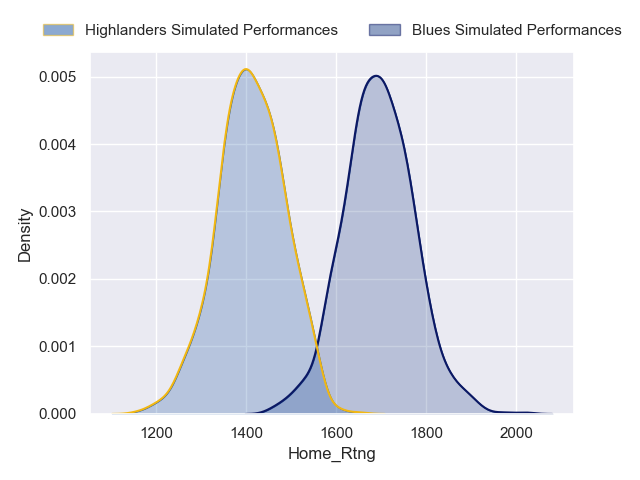 Highlanders Simulated Performances Blues Simulated Performances
0.005
0.004
0.003
0.002
0.001
0.000
Density
1200 1400 1600 1800 2000
Home_Rtng